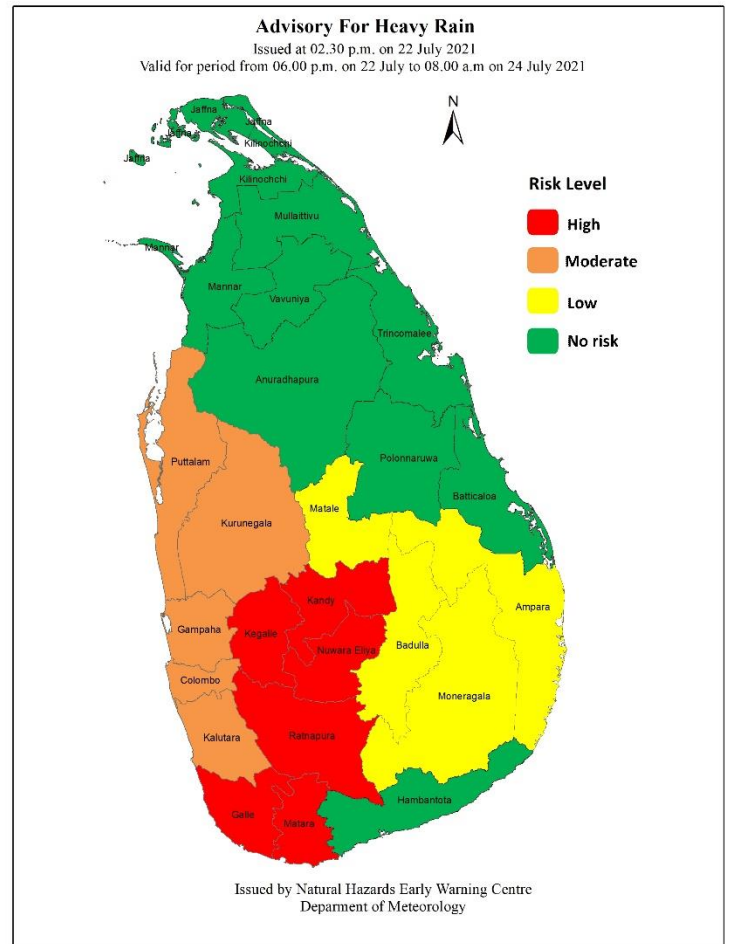 Advisory For Heavy Rain
Issued at 02.30 p.m. on 22 July 2021
Valid for period from 06.00 p.m. on 22 July to 08.00 a.m on 24 July 2021
N
Risk Level
High
Moderate
Low
No risk
Jaffna
Jaffna
Jaffna
Jaffna
Kilinochchi
Kilinochchi
Mullaittivu
Mannar
Mannar
Vavuniya
Trincomalee
Anuradhapura
Puttalam
Polonnaruwa
Batticaloa
Matale
Kurunegala
Kandy
Ampara
Gampaha
Kegalle
Nuwara Eliya
Badulla
Colombo
Moneragala
Kalutara
Ratnapura
Hambantota
Galle
Matara
Issued by Natural Hazards Early Warning Centre
Deparment of Meteorology